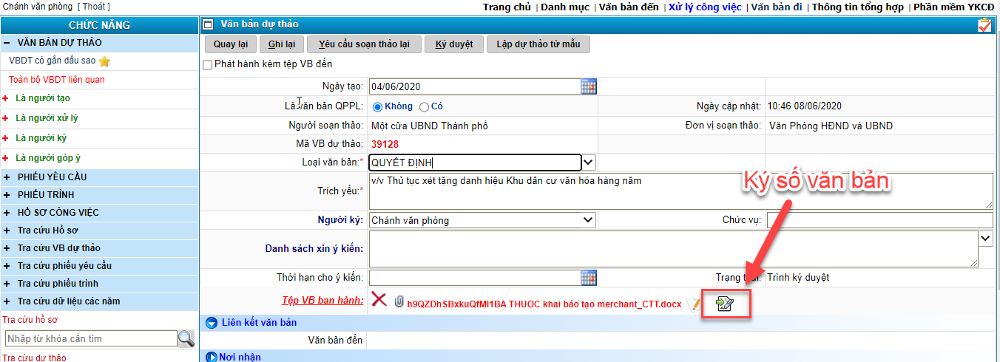 Chánh văn phòng [ Thoát ]
Trang chủ | Danh mục | Văn bản đến | Xử lý công việc | Văn bản đi | Thông tin tổng hợp | Phần mềm YKCĐ
CHỨC NĂNG
VĂN BẢN DỰ THẢO
VBDT có gắn dấu sao
Toàn bộ VBDT liên quan
Là người tạo
Là người xử lý
Là người ký
Là người góp ý
PHIẾU YÊU CẦU
PHIẾU TRÌNH
HỒ SƠ CÔNG VIỆC
Tra cứu Hồ sơ
Tra cứu VB dự thảo
Tra cứu phiếu yêu cầu
Tra cứu phiếu trình
Tra cứu dữ liệu các năm
Tra cứu hồ sơ
Nhập từ khóa cần tìm
Tra cứu dự thảo
Văn bản dự thảo
Quay lại Ghi lại Yêu cầu soạn thảo lại Ký duyệt Lập dự thảo từ mẫu
Phát hành kèm tệp VB đến
Ngày tạo: 04/06/2020
Là văn bản QPPL: Không Có Ngày cập nhật: 10:46 08/06/2020
Người soạn thảo: Một cửa UBND Thành phố Đơn vị soạn thảo: Văn Phòng HĐND và UBND
Mã VB dự thảo: 39128
Loại văn bản:* QUYẾT ĐỊNH
Trích yếu:* v/v Thủ tục xét tặng danh hiệu Khu dân cư văn hóa hàng năm
Ký số văn bản
Người ký: Chánh văn phòng Chức vụ:
Danh sách xin ý kiến:
Thời hạn cho ý kiến: Trạng thái: Trình ký duyệt
Tệp VB ban hành: h9QZDhSBxkuQfMl1BA THUOC khai báo tạo merchant_CTT.docx
Liên kết văn bản
Văn bản đến
Nơi nhận